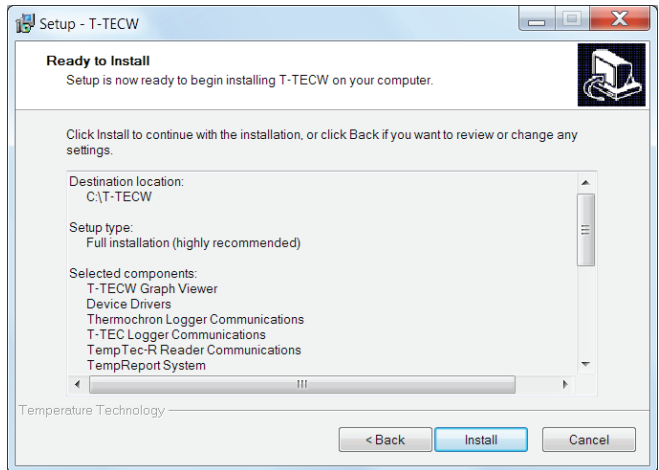 Setup - T-TECW
Ready to Install
Setup is now ready to begin installing T-TECW on your computer.
Click Install to continue with the installation, or click Back if you want to review or change any
settings.
Destination location:
C:\T-TECW
Setup type:
Full installation (highly recommended)
Selected components:
T-TECW Graph Viewer
Device Drivers
Thermochron Logger Communications
T-TEC Logger Communications
TempTec-R Reader Communications
TempReport System
Temperature Technology
< Back
Install
Cancel